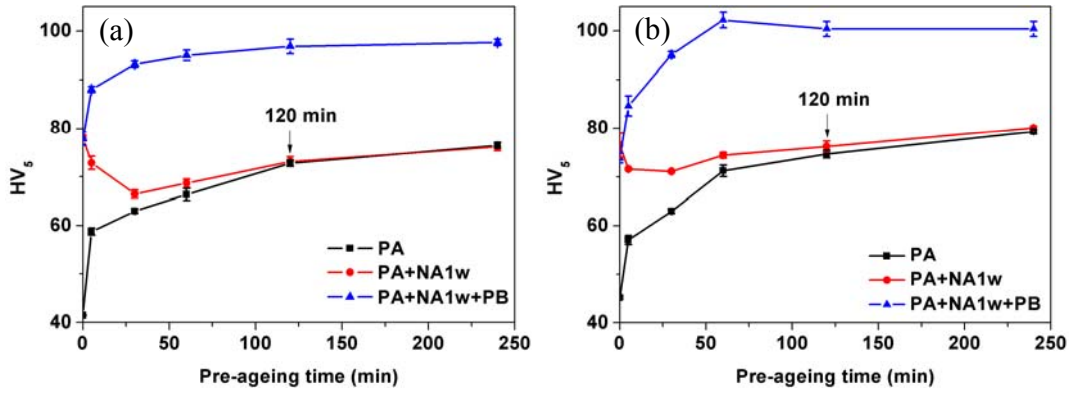 (a)
100
80
60
40
HV5
120 min
PA
PA+NA1w
PA+NA1w+PB
0 50 100 150 200 250
Pre-ageing time (min)
(b)
100
80
60
40
HV5
120 min
PA
PA+NA1w
PA+NA1w+PB
0 50 100 150 200 250
Pre-ageing time (min)